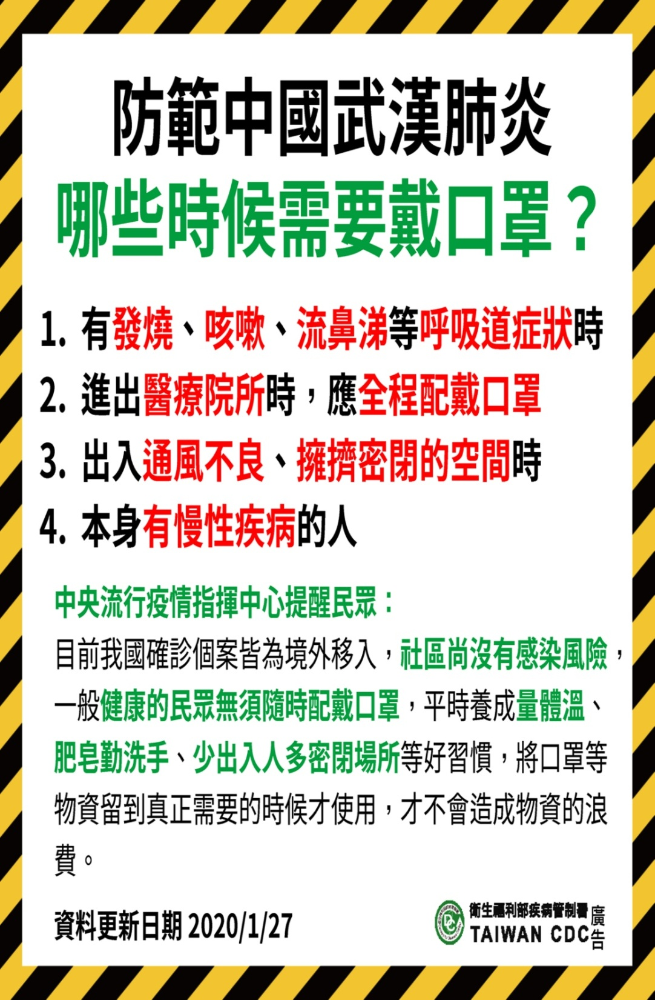 防範中國武漢肺炎
哪些時候需要戴口罩？
1. 有發燒、咳嗽、流鼻涕等呼吸道症狀時
2. 進出醫療院所時，應全程配戴口罩
3. 出入通風不良、擁擠密閉的空間時
4. 本身有慢性疾病的人
中央流行疫情指揮中心提醒民眾：
目前我國確診個案皆為境外移入，社區尚沒有感染風險，
一般健康的民眾無須隨時配戴口罩，平時養成量體溫、
肥皂勤洗手、少出入人多密閉場所等好習慣，將口罩等
物資留到真正需要的時候才使用，才不會造成物資的浪
費。
資料更新日期 2020/1/27
衛生福利部疾病管制署
TAIWAN CDC
廣告